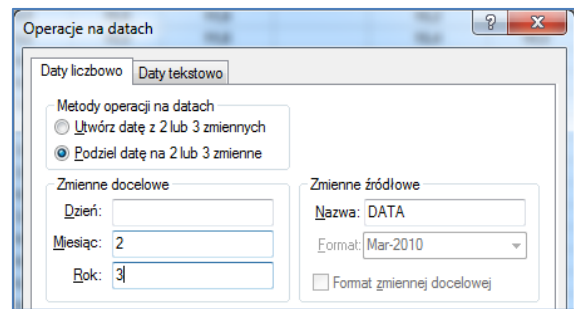 Operacje na datach
Daty liczbowo Daty tekstowo
Metody operacji na datach
Utwórz datę z 2 lub 3 zmiennych
Podziel datę na 2 lub 3 zmienne
Zmienne docelowe
Dzień:
Miesiąc: 2
Rok: 3
Zmienne źródłowe
Nazwa: DATA
Format: Mar-2010
Format zmiennej docelowej